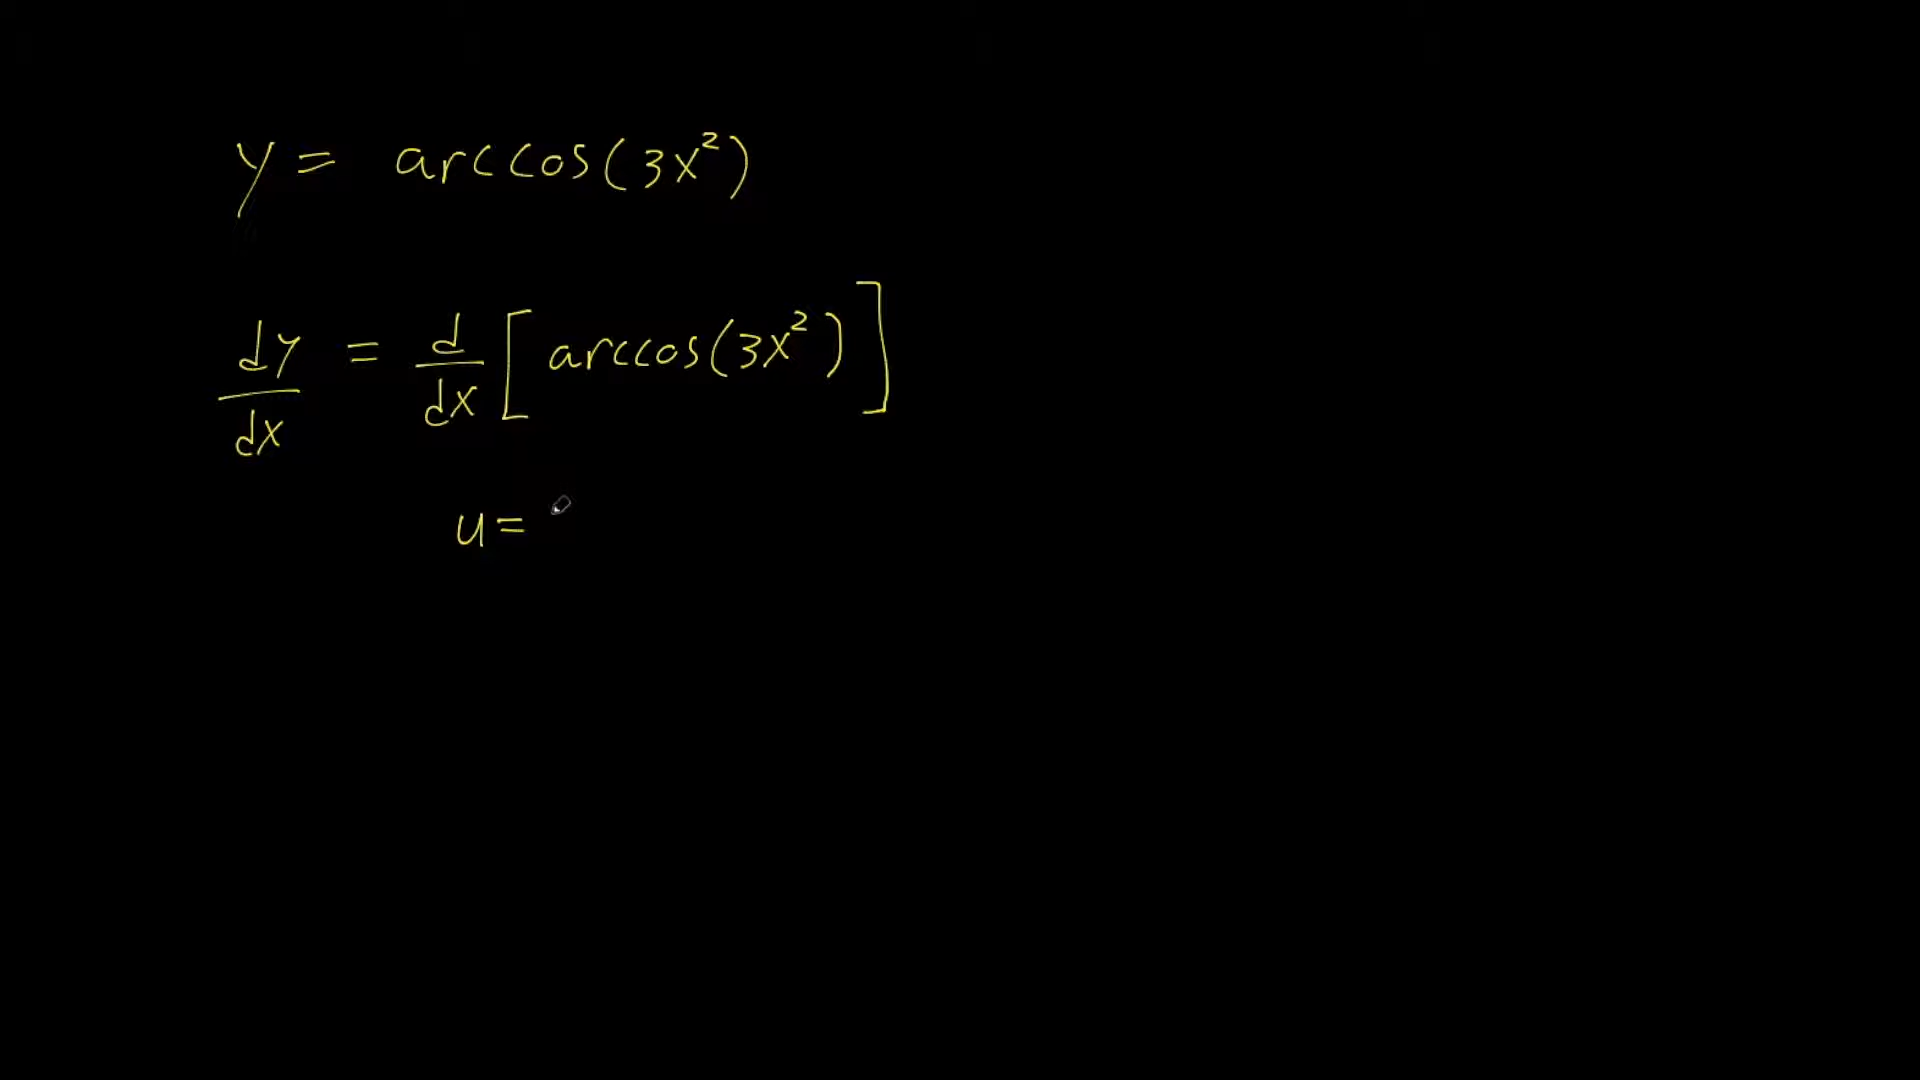 y = arccos(3x²)
dy/dx = d/dx [arccos(3x²)]
u =